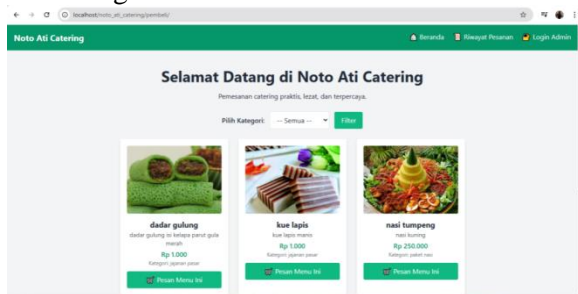 localhost/noto_ati_catering/pembeli/
Noto Ati Catering
Beranda Riwayat Pesanan Login Admin
Selamat Datang di Noto Ati Catering
Pemesanan catering praktis, lezat, dan terpercaya.
Pilih Kategori: -- Semua -- Filter
dadar gulung
dadar gulung isi kelapa parut gula
merah
Rp 1.000
Kategori: jajanan pasar
Pesan Menu Ini
kue lapis
kue lapis manis
Rp 1.000
Kategori: jajanan pasar
Pesan Menu Ini
nasi tumpeng
nasi kuning
Rp 250.000
Kategori: paket nasi
Pesan Menu Ini